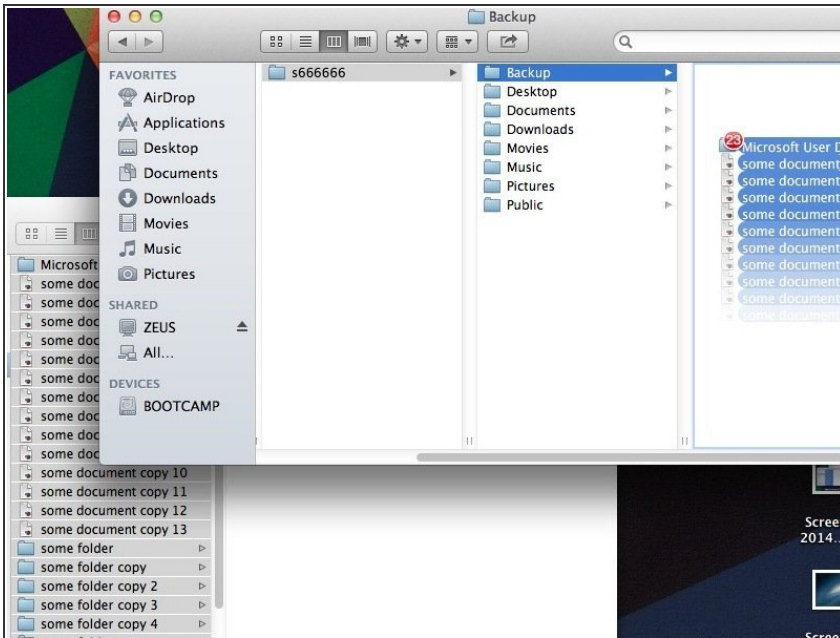 Backup
FAVORITES
AirDrop
Applications
Desktop
Documents
Downloads
Movies
Music
Pictures
SHARED
ZEUS
All...
DEVICES
BOOTCAMP
s666666
Backup
Desktop
Documents
Downloads
Movies
Music
Pictures
Public
23
Microsoft User D
some document
some document
some document
some document
some document
some document
some document
some document
some document
some document
Microsoft
some doc
some doc
some doc
some doc
some doc
some doc
some doc
some doc
some doc
some doc
some document copy 10
some document copy 11
some document copy 12
some document copy 13
some folder
some folder copy
some folder copy 2
some folder copy 3
some folder copy 4
Scree
2014...